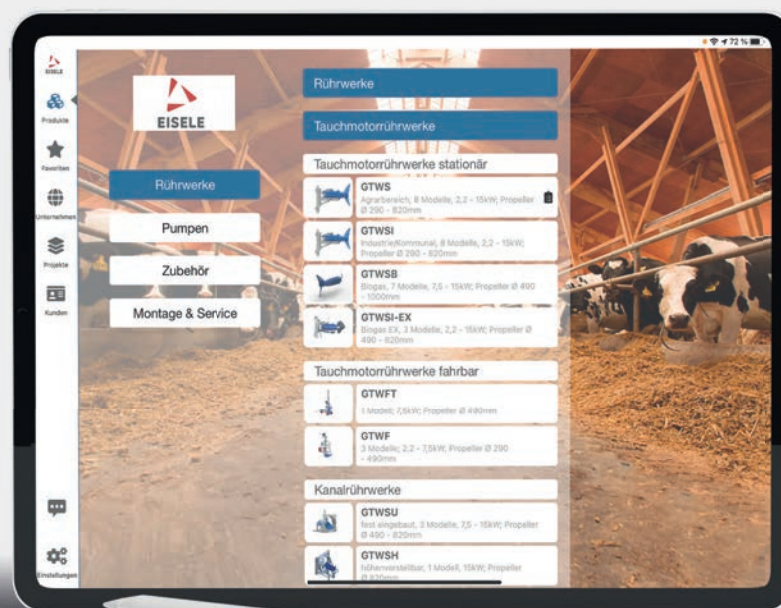 72 %
EISELE
Produkte
Favoriten
Unternehmen
Projekte
Kunden
Einstellungen
EISELE
Rührwerke
Pumpen
Zubehör
Montage & Service
Rührwerke
Tauchmotorrührwerke
Tauchmotorrührwerke stationär
GTWS
Agrarbereich, 8 Modelle, 2,2 - 15kW; Propeller
Ø 290 - 820mm
GTWSI
Industrie/Kommunal, 8 Modelle, 2,2 - 15kW;
Propeller Ø 290 - 820mm
GTWSB
Biogas, 7 Modelle, 7,5 - 15kW; Propeller Ø 490
- 1000mm
GTWSI-EX
Biogas EX, 3 Modelle, 2,2 - 15kW; Propeller Ø
490 - 820mm
Tauchmotorrührwerke fahrbar
GTWFT
1 Modell; 7,5kW; Propeller Ø 490mm
GTWF
3 Modelle; 2,2 - 7,5kW; Propeller Ø 290
- 490mm
Kanalrührwerke
GTWSU
fest eingebaut, 3 Modelle, 7,5 - 15kW; Propeller
Ø 490 - 820mm
GTWSH
höhenverstellbar, 1 Modell, 15kW; Propeller
Ø 820mm